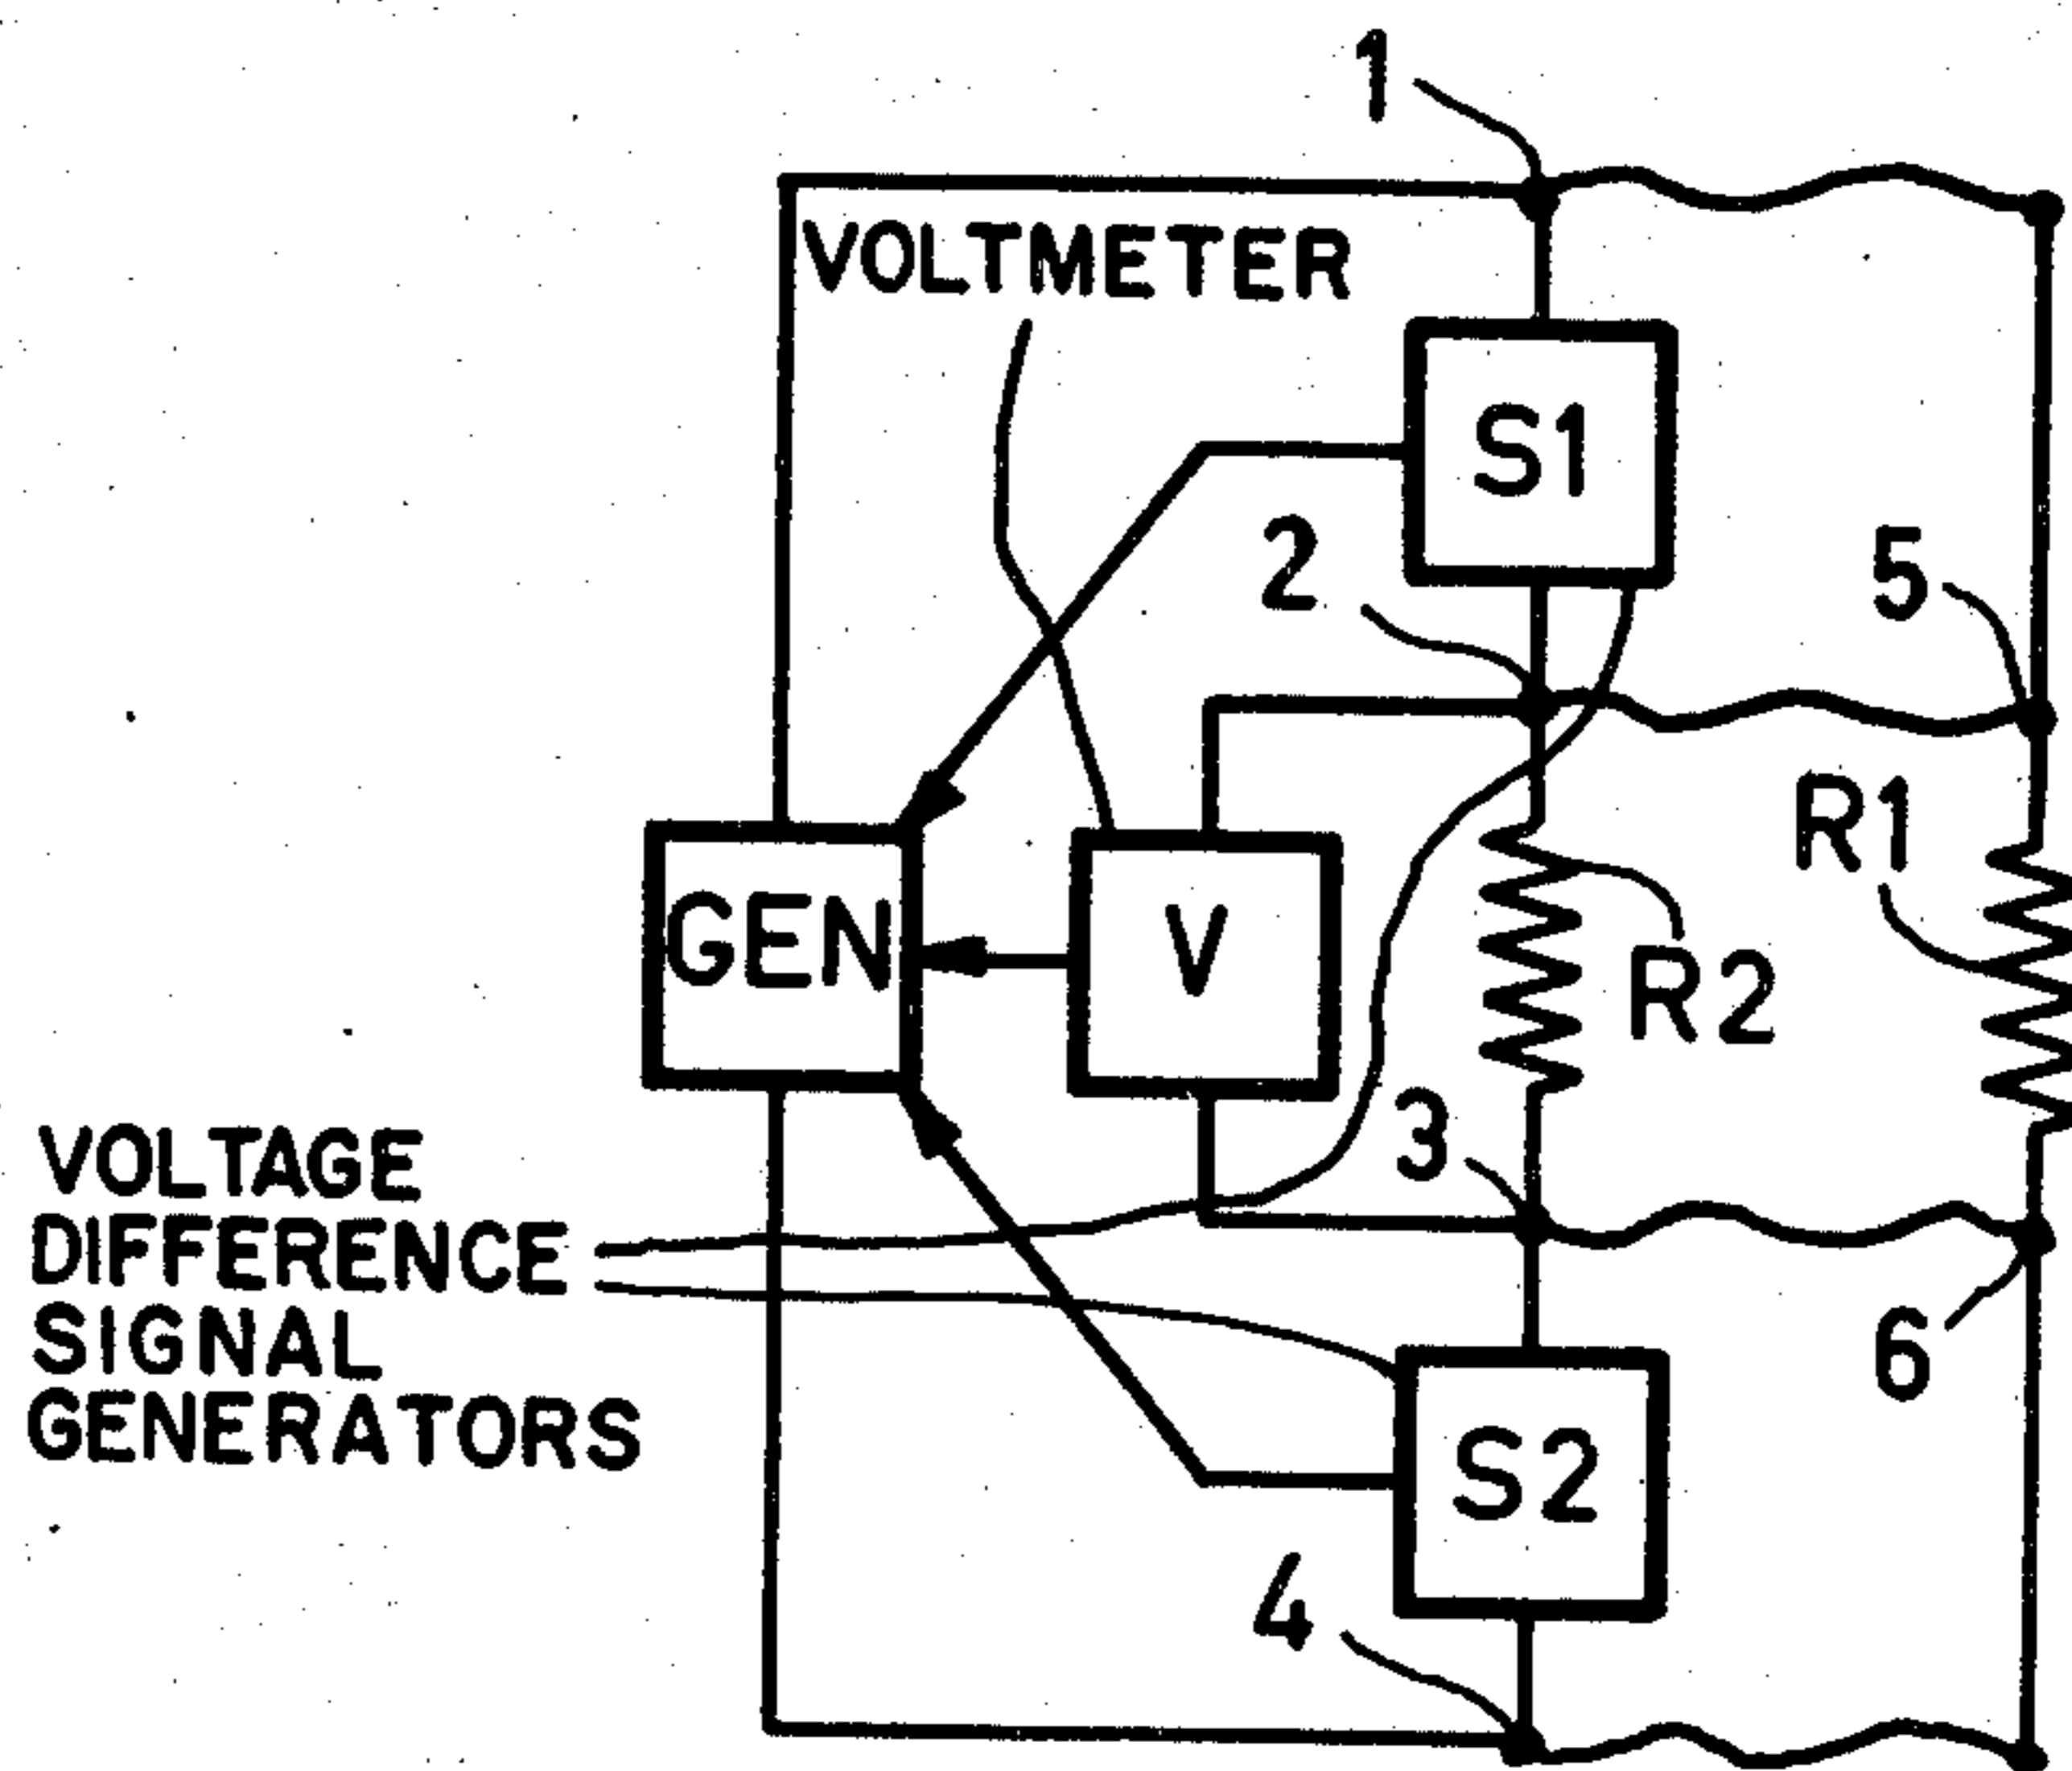 1
VOLTMETER
S1
2
5
R1
GEN
V
R2
3
VOLTAGE
DIFFERENCE
SIGNAL
GENERATORS
6
S2
4